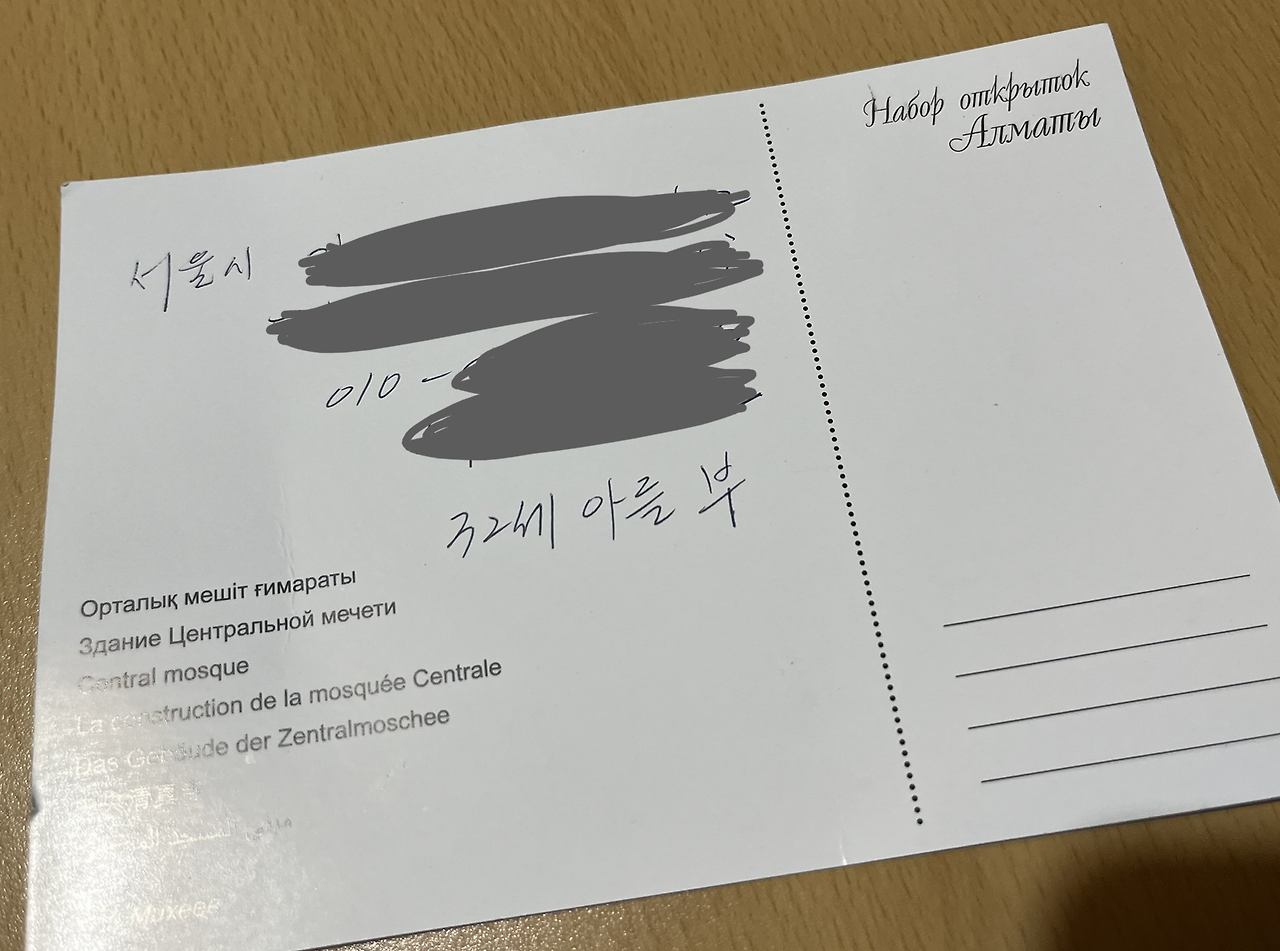 Набор открыток
Алматы
서울시
010 -
32세 아들 부
Орталық мешіт ғимараты
Здание Центральной мечети
Central mosque
La construction de la mosquée Centrale
Das Gebäude der Zentralmoschee